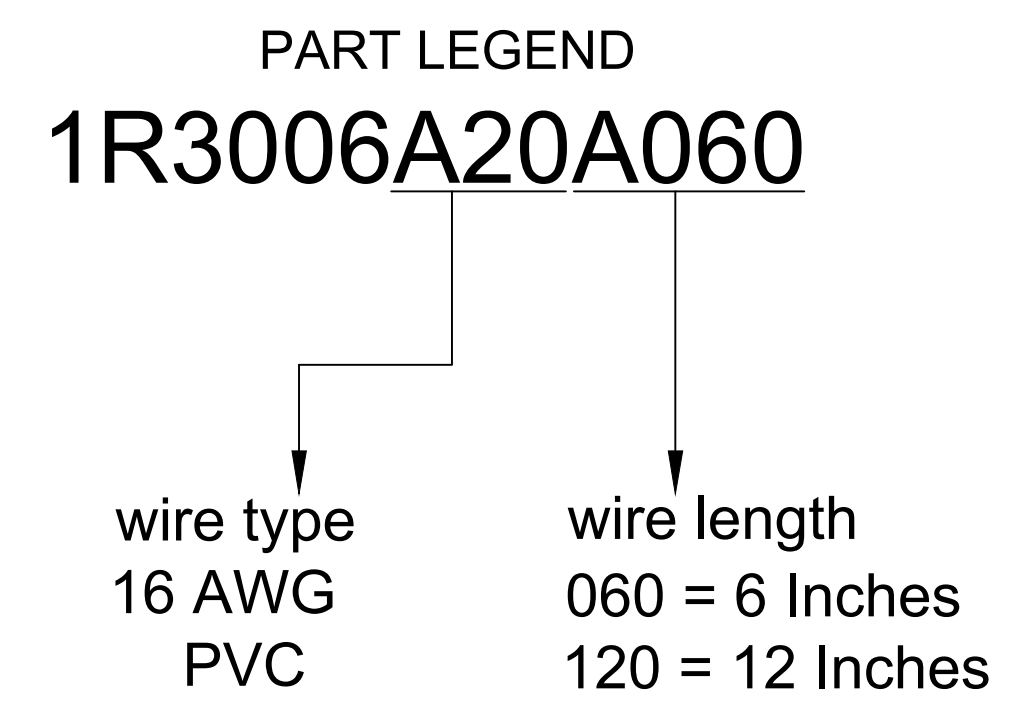 PART LEGEND
1R3006A20A060
wire type
16 AWG
PVC
wire length
060 = 6 Inches
120 = 12 Inches